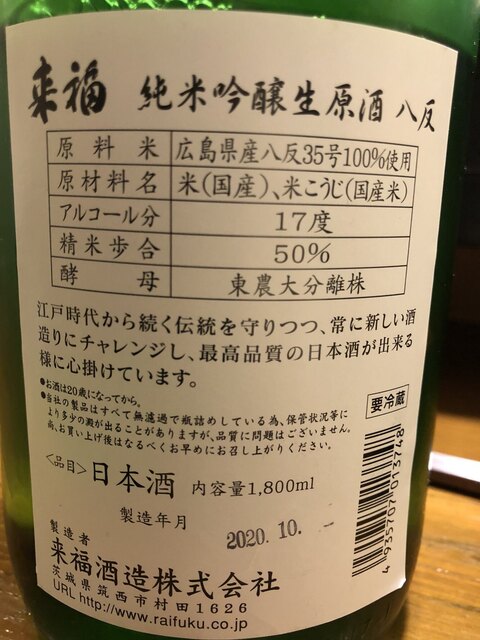 来福 純米吟醸生原酒 八反
原料米 広島県産八反35号100%使用
原材料名 米(国産)、米こうじ(国産米)
アルコール分 17度
精米歩合 50%
酵母 東農大分離株
江戸時代から続く伝統を守りつつ、常に新しい酒
造りにチャレンジし、最高品質の日本酒が出来る
様に心掛けています。
●お酒は20歳になってから。
●当社の製品はすべて無濾過で瓶詰めしている為、保管状況等に
より多少の澱が出ることがありますが、品質に問題はございません。
尚、お買い上げ後はなるべくお早めにお召し上がりください。
要冷蔵
<品目>日本酒 内容量1,800ml
製造年月
2020.10.
4935707013748
製造者
来福酒造株式会社
茨城県筑西市村田1626
URL http://www.raifuku.co.jp